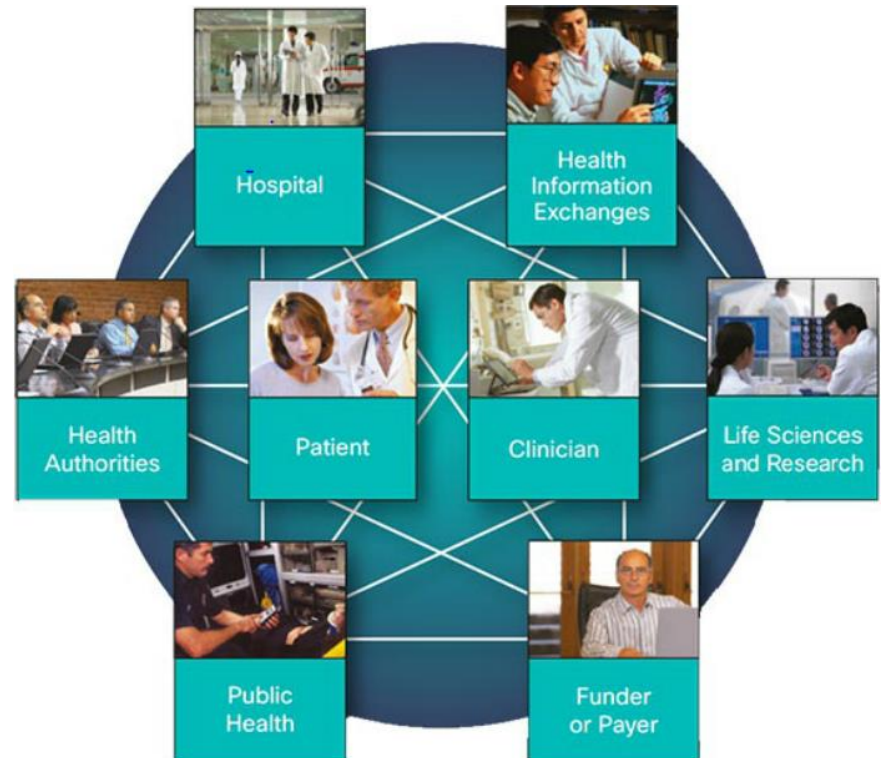 Hospital
Health
Information
Exchanges
Health
Authorities
Patient
Clinician
Life Sciences
and Research
Public
Health
Funder
or Payer